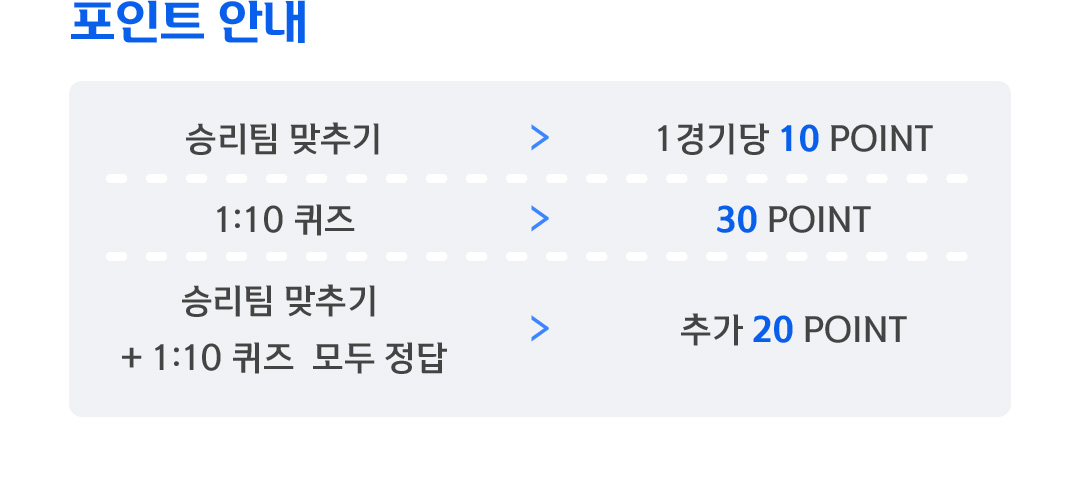 포인트 안내
승리팀 맞추기 > 1경기당 10 POINT
1:10 퀴즈 > 30 POINT
승리팀 맞추기
+ 1:10 퀴즈 모두 정답 > 추가 20 POINT